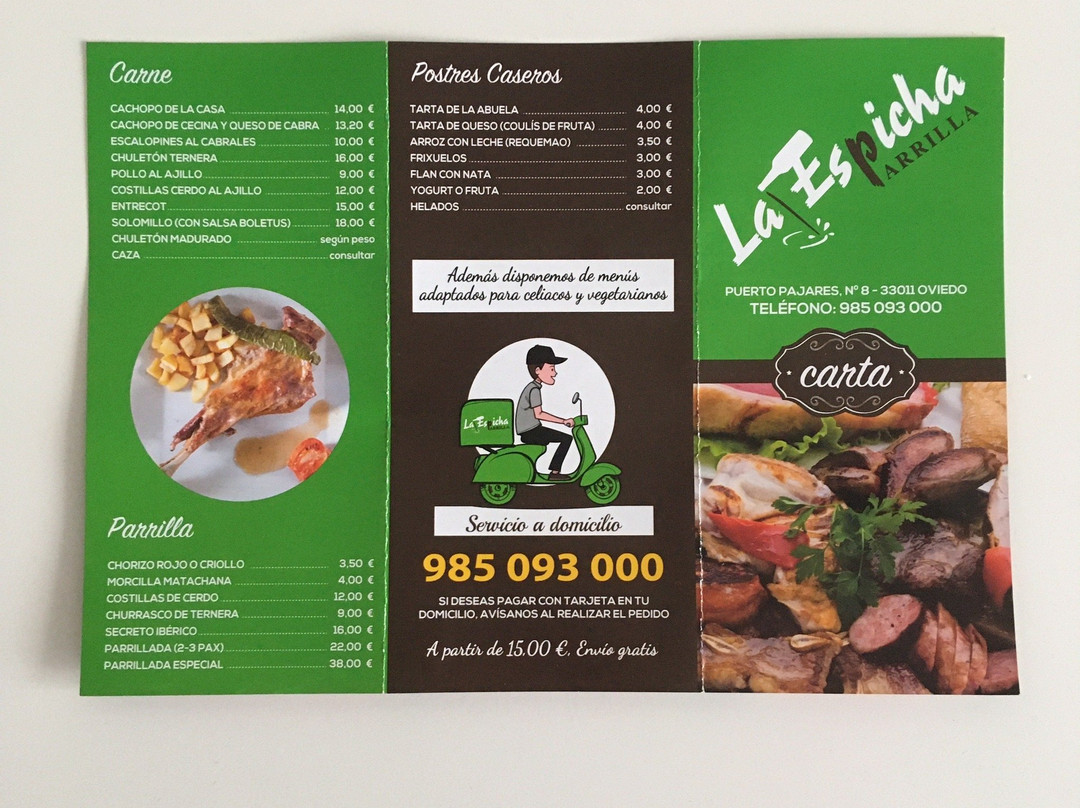 Carne
CACHOPO DE LA CASA 14,00 €
CACHOPO DE CECINA Y QUESO DE CABRA 13,20 €
ESCALOPINES AL CABRALES 10,00 €
CHULETÓN TERNERA 16,00 €
POLLO AL AJILLO 9,00 €
COSTILLAS CERDO AL AJILLO 12,00 €
ENTRECOT 15,00 €
SOLOMILLO (CON SALSA BOLETUS) 18,00 €
CHULETÓN MADURADO según peso
CAZA consultar
Parrilla
CHORIZO ROJO O CRIOLLO 3,50 €
MORCILLA MATACHANA 4,00 €
COSTILLAS DE CERDO 12,00 €
CHURRASCO DE TERNERA 9,00 €
SECRETO IBÉRICO 16,00 €
PARRILLADA (2-3 PAX) 22,00 €
PARRILLADA ESPECIAL 38,00 €
Postres Caseros
TARTA DE LA ABUELA 4,00 €
TARTA DE QUESO (COULÍS DE FRUTA) 4,00 €
ARROZ CON LECHE (REQUEMAO) 3,50 €
FRIXUELOS 3,00 €
FLAN CON NATA 3,00 €
YOGURT O FRUTA 2,00 €
HELADOS consultar
Además disponemos de menús
adaptados para celiacos y vegetarianos
La Espicha
Servicio a domicilio
985 093 000
SI DESEAS PAGAR CON TARJETA EN TU
DOMICILIO, AVÍSANOS AL REALIZAR EL PEDIDO
A partir de 15.00 €, Envío gratis
La Espicha
PARRILLA
PUERTO PAJARES, Nº 8 - 33011 OVIEDO
TELÉFONO: 985 093 000
carta